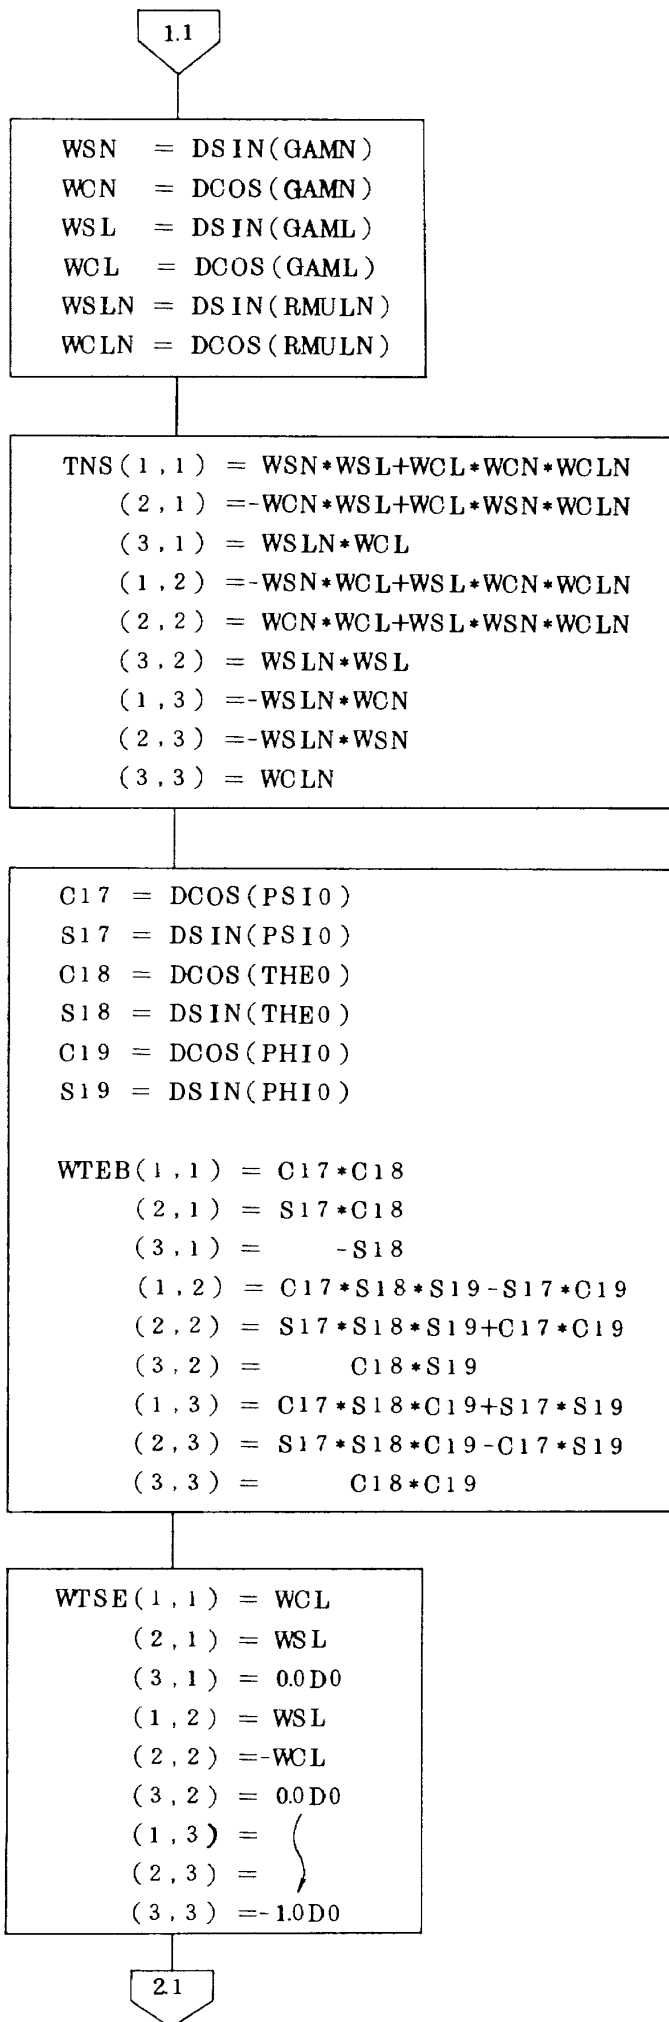 1.1
WSN = DSIN(GAMN)
WCN = DCOS(GAMN)
WSL = DSIN(GAML)
WCL = DCOS(GAML)
WSLN = DSIN(RMULN)
WCLN = DCOS(RMULN)
TNS(1,1) = WSN*WSL+WCL*WCN*WCLN
(2,1) =-WCN*WSL+WCL*WSN*WCLN
(3,1) = WSLN*WCL
(1,2) =-WSN*WCL+WSL*WCN*WCLN
(2,2) = WCN*WCL+WSL*WSN*WCLN
(3,2) = WSLN*WSL
(1,3) =-WSLN*WCN
(2,3) =-WSLN*WSN
(3,3) = WCLN
C17 = DCOS(PSI0)
S17 = DSIN(PSI0)
C18 = DCOS(THE0)
S18 = DSIN(THE0)
C19 = DCOS(PHI0)
S19 = DSIN(PHI0)
WTEB(1,1) = C17*C18
(2,1) = S17*C18
(3,1) = -S18
(1,2) = C17*S18*S19-S17*C19
(2,2) = S17*S18*S19+C17*C19
(3,2) = C18*S19
(1,3) = C17*S18*C19+S17*S19
(2,3) = S17*S18*C19-C17*S19
(3,3) = C18*C19
WTSE(1,1) = WCL
(2,1) = WSL
(3,1) = 0.0D0
(1,2) = WSL
(2,2) =-WCL
(3,2) = 0.0D0
(1,3) =
(2,3) =
(3,3) =-1.0D0
2.1